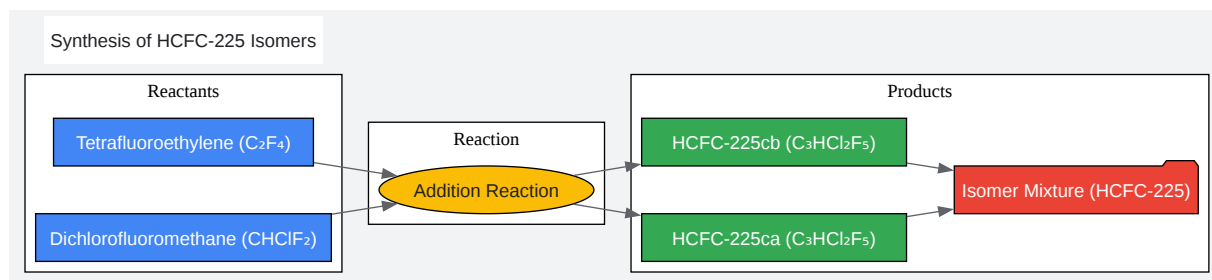 Synthesis of HCFC-225 Isomers
Reactants
Tetrafluoroethylene (C₂F₄)
Dichlorofluoromethane (CHClF₂)
Reaction
Addition Reaction
Products
HCFC-225cb (C₃HCl₂F₅)
HCFC-225ca (C₃HCl₂F₅)
Isomer Mixture (HCFC-225)